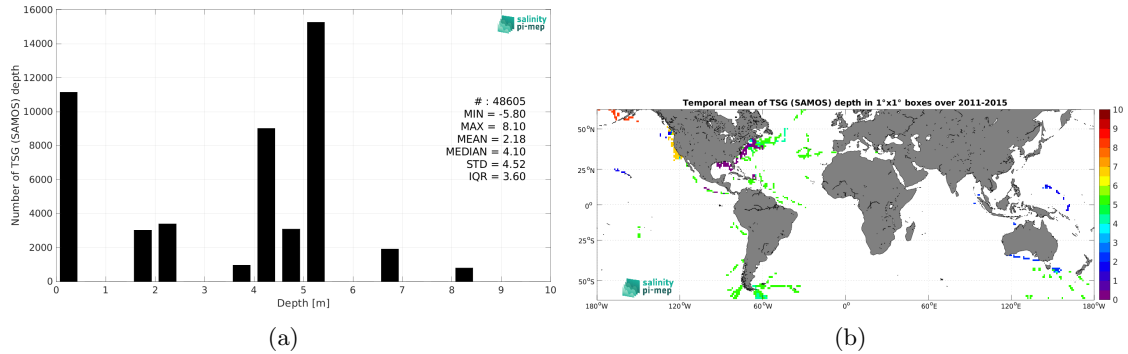 salinity
pi-mep
16000
14000
12000
10000
8000
6000
4000
2000
0
Number of TSG (SAMOS) depth
# : 48605
MIN = -5.80
MAX = 8.10
MEAN = 2.18
MEDIAN = 4.10
STD = 4.52
IQR = 3.60
0 1 2 3 4 5 6 7 8 9 10
Depth [m]
(a)
Temporal mean of TSG (SAMOS) depth in 1°x1° boxes over 2011-2015
50°N
25°N
0°
25°S
50°S
180°W 120°W 60°W 0° 60°E 120°E 180°E
salinity
pi-mep
10
9
8
7
6
5
4
3
2
1
0
(b)